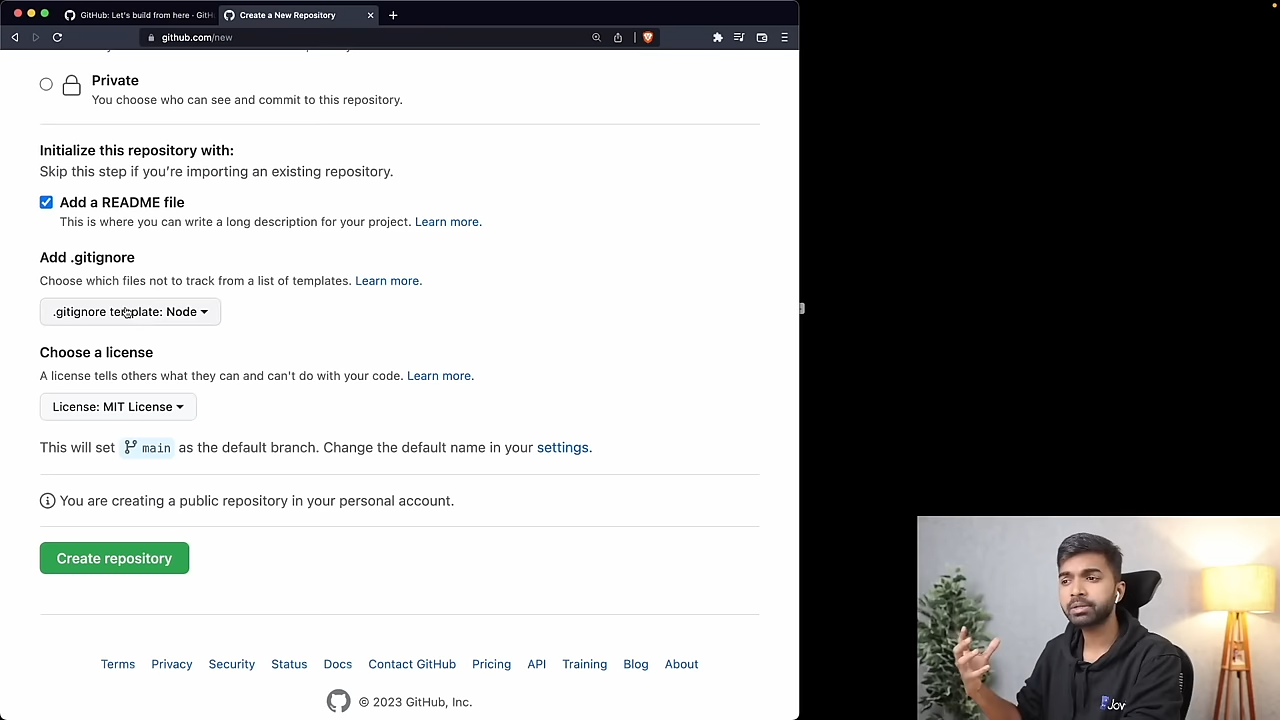 GitHub: Let's build from here · GitH
Create a New Repository
github.com/new
Private
You choose who can see and commit to this repository.
Initialize this repository with:
Skip this step if you're importing an existing repository.
Add a README file
This is where you can write a long description for your project. Learn more.
Add .gitignore
Choose which files not to track from a list of templates. Learn more.
.gitignore template: Node
Choose a license
A license tells others what they can and can't do with your code. Learn more.
License: MIT License
This will set main as the default branch. Change the default name in your settings.
You are creating a public repository in your personal account.
Create repository
Terms Privacy Security Status Docs Contact GitHub Pricing API Training Blog About
© 2023 GitHub, Inc.